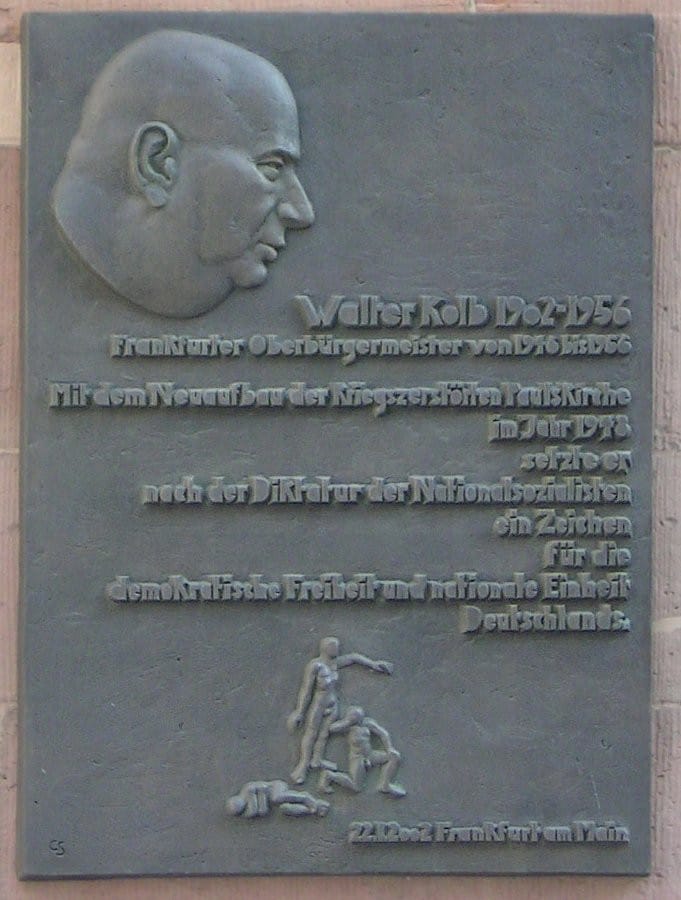 Walter Kolb 1902-1956
Frankfurter Oberbürgermeister von 1946 bis 1956
Mit dem Neuaufbau der Kriegszerstörten Paulskirche
im Jahr 1948
setzte er
nach der Diktatur der Nationalsozialisten
ein Zeichen
für die
demokratische Freiheit und nationale Einheit
Deutschlands.
22.1.2002 Frankfurt am Main
CS